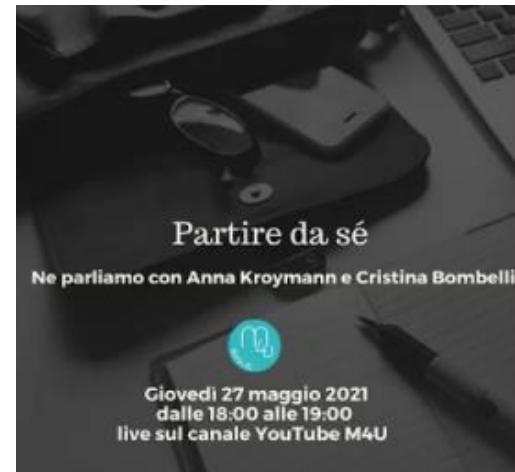 Partire da sé
Ne parliamo con Anna Kroymann e Cristina Bombelli
M4U
Giovedì 27 maggio 2021
dalle 18:00 alle 19:00
live sul canale YouTube M4U